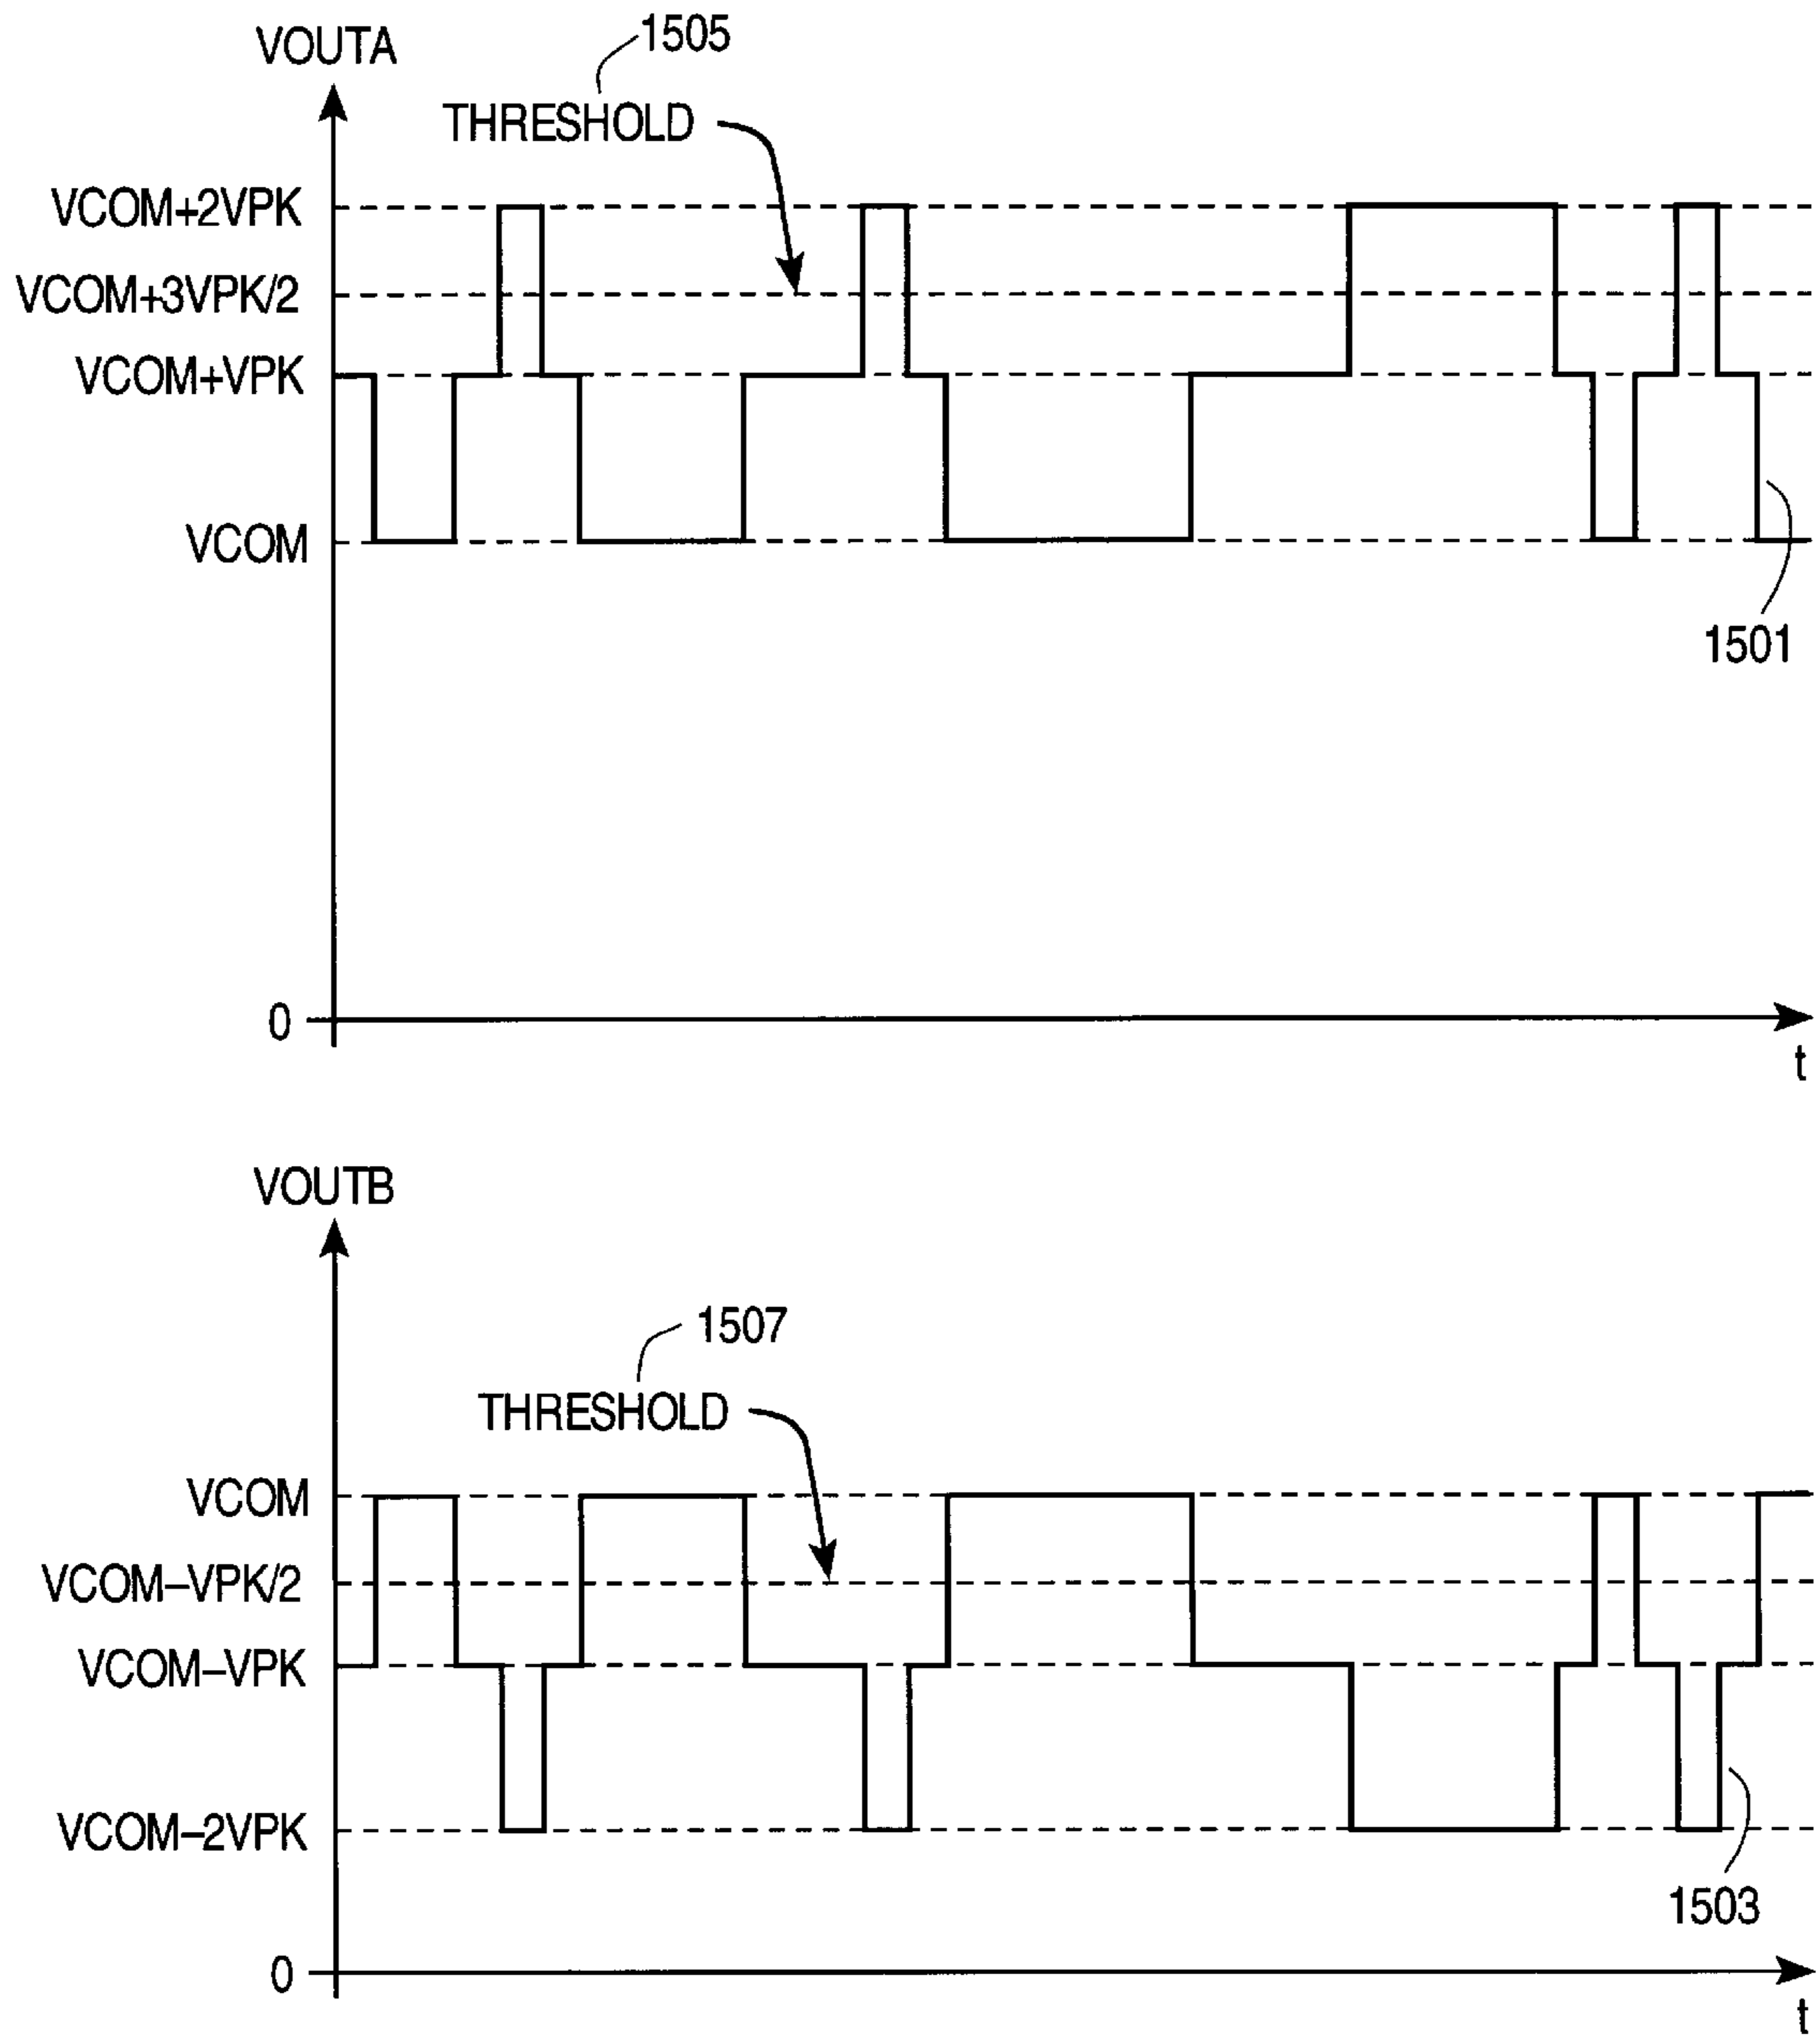 VOUTA
1505
THRESHOLD
VCOM+2VPK
VCOM+3VPK/2
VCOM+VPK
VCOM
1501
0
t
VOUTB
1507
THRESHOLD
VCOM
VCOM–VPK/2
VCOM–VPK
VCOM–2VPK
1503
0
t